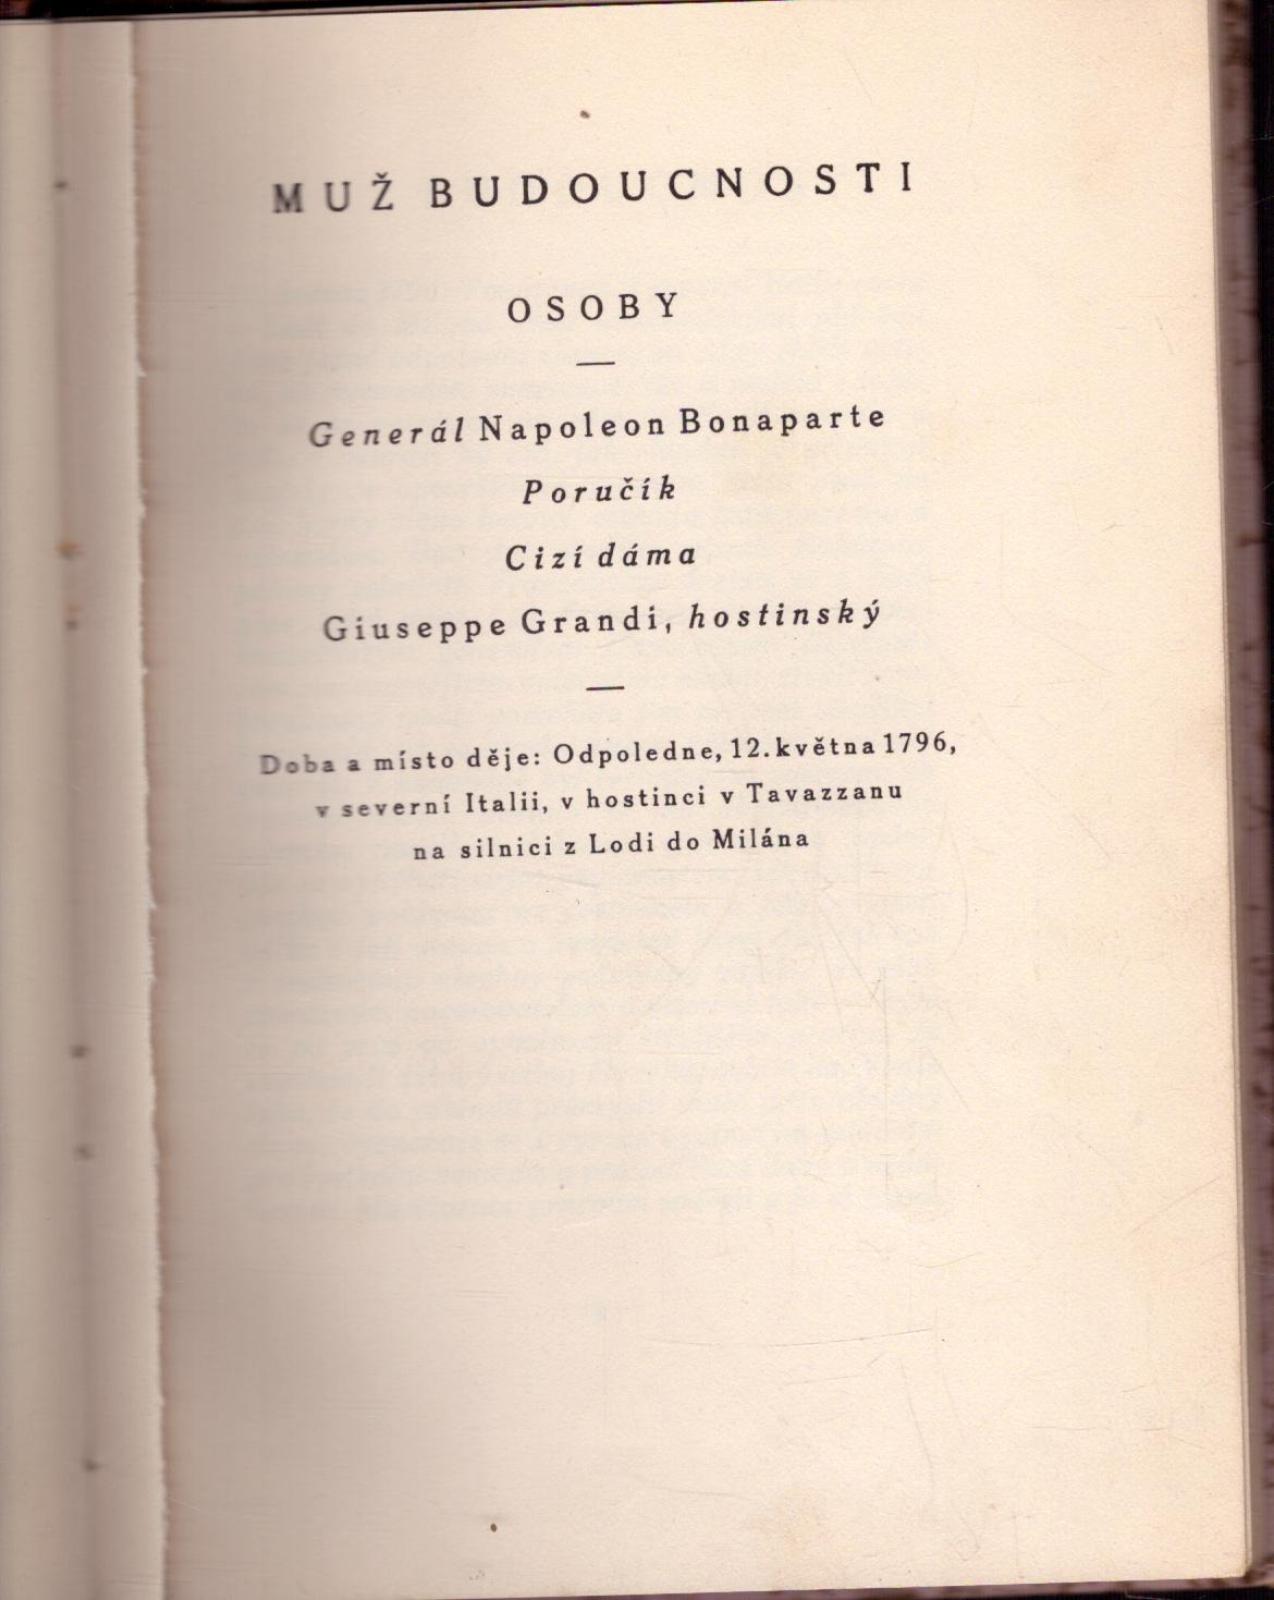 MUŽ BUDOUCNOSTI
OSOBY
Generál Napoleon Bonaparte
Poručík
Cizí dáma
Giuseppe Grandi, hostinský
Doba a místo děje: Odpoledne, 12. května 1796,
v severní Italii, v hostinci v Tavazzanu
na silnici z Lodi do Milána